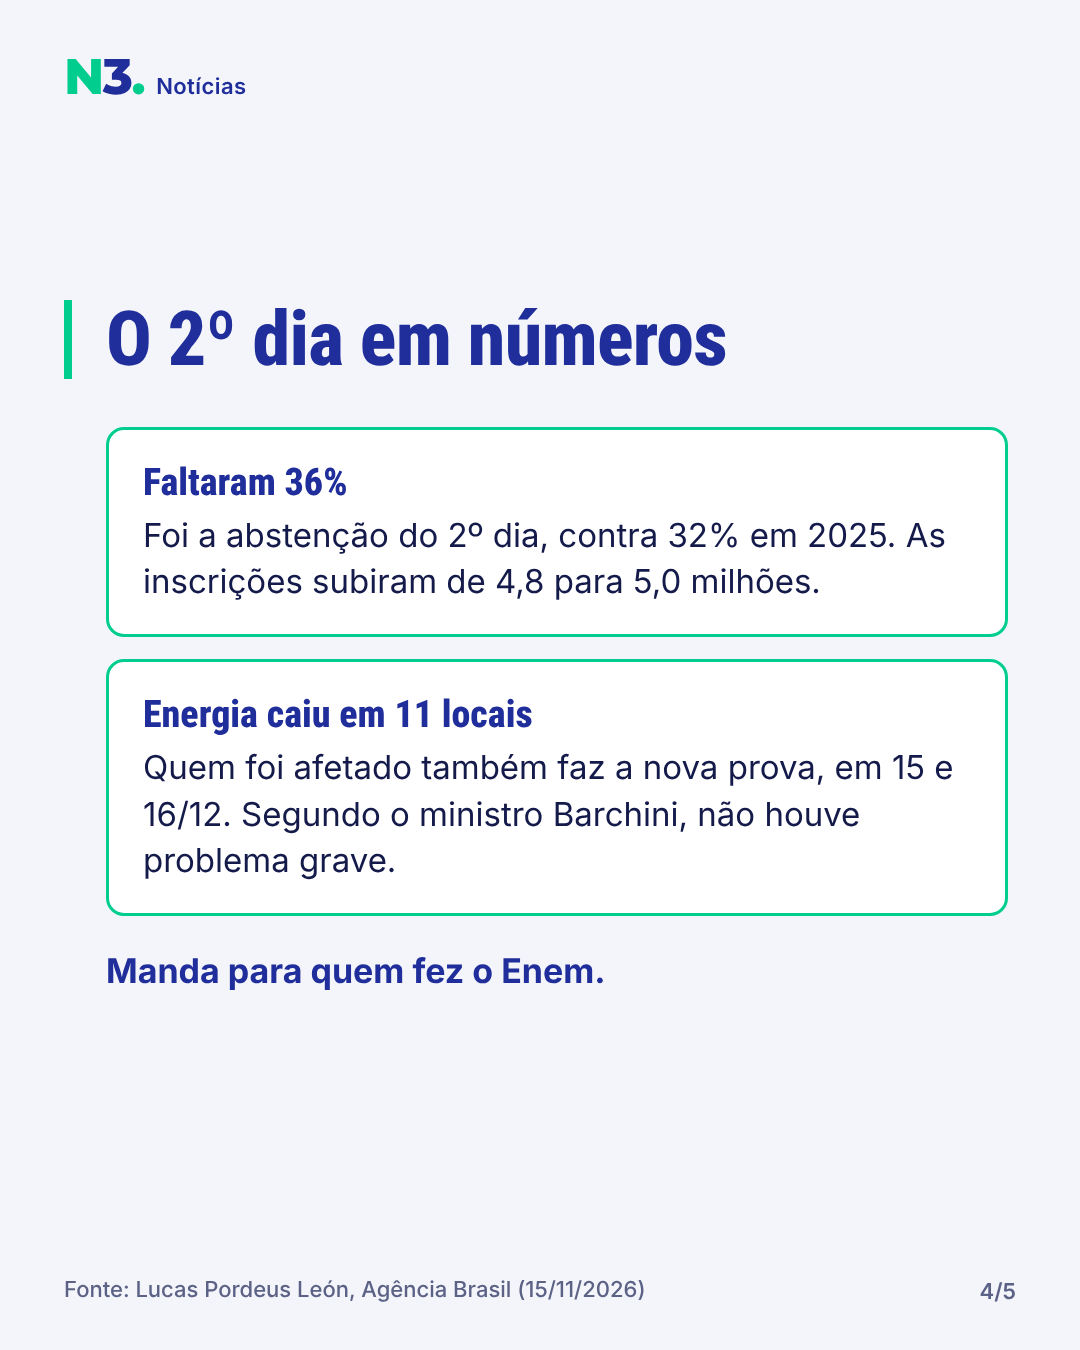 N3. Notícias
O 2º dia em números
Faltaram 36%
Foi a abstenção do 2º dia, contra 32% em 2025. As
inscrições subiram de 4,8 para 5,0 milhões.
Energia caiu em 11 locais
Quem foi afetado também faz a nova prova, em 15 e
16/12. Segundo o ministro Barchini, não houve
problema grave.
Manda para quem fez o Enem.
Fonte: Lucas Pordeus León, Agência Brasil (15/11/2026)
4/5